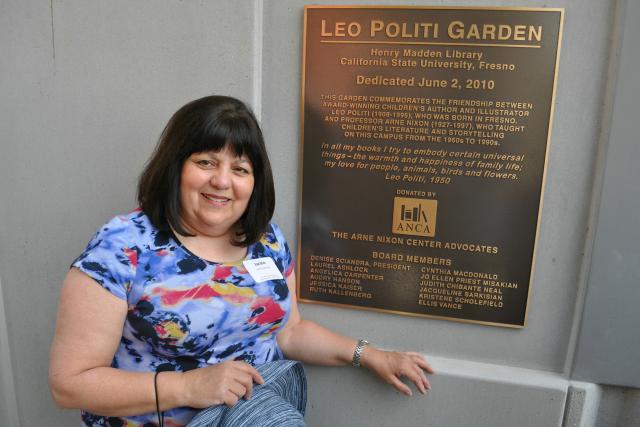 LEO POLITI GARDEN
Henry Madden Library
California State University, Fresno
Dedicated June 2, 2010
THIS GARDEN COMMEMORATES THE FRIENDSHIP BETWEEN
AWARD-WINNING CHILDREN'S AUTHOR AND ILLUSTRATOR
LEO POLITI (1908-1996), WHO WAS BORN IN FRESNO,
AND PROFESSOR ARNE NIXON (1927-1997), WHO TAUGHT
CHILDREN'S LITERATURE AND STORYTELLING
ON THIS CAMPUS FROM THE 1960s TO 1990s.
In all my books I try to embody certain universal
things – the warmth and happiness of family life;
my love for people, animals, birds and flowers.
Leo Politi, 1950
DONATED BY
ANCA
THE ARNE NIXON CENTER ADVOCATES
BOARD MEMBERS
DENISE SCIANDRA, PRESIDENT
LAUREL ASHLOCK
ANGELICA CARPENTER
AUDRY HANSON
JESSICA KAISER
RUTH KALLENBERG
CYNTHIA MACDONALD
JO ELLEN PRIEST MISAKIAN
JUDITH CHIBANTE NEAL
JACQUELINE SARKISIAN
KRISTENE SCHOLEFIELD
ELLIS VANCE